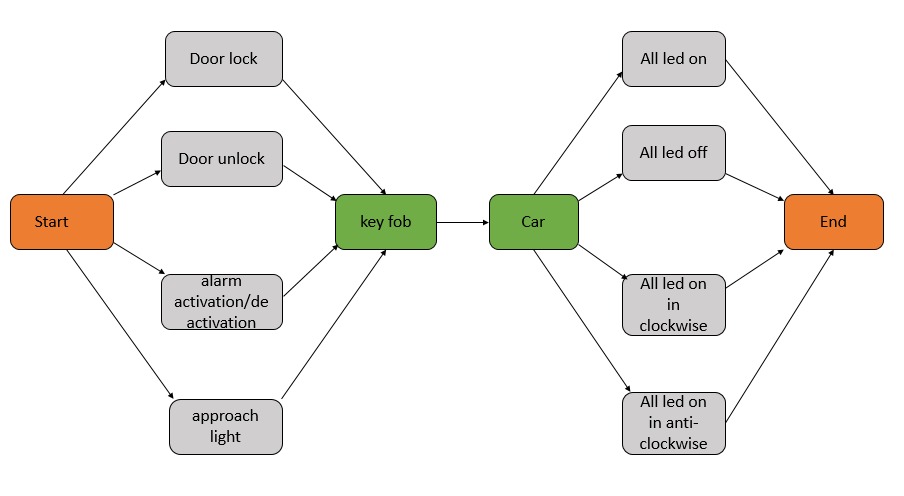 Door lock
Door unlock
Start
alarm
activation/de
activation
approach
light
key fob
Car
All led on
All led off
All led on
in
clockwise
All led on
in anti-
clockwise
End